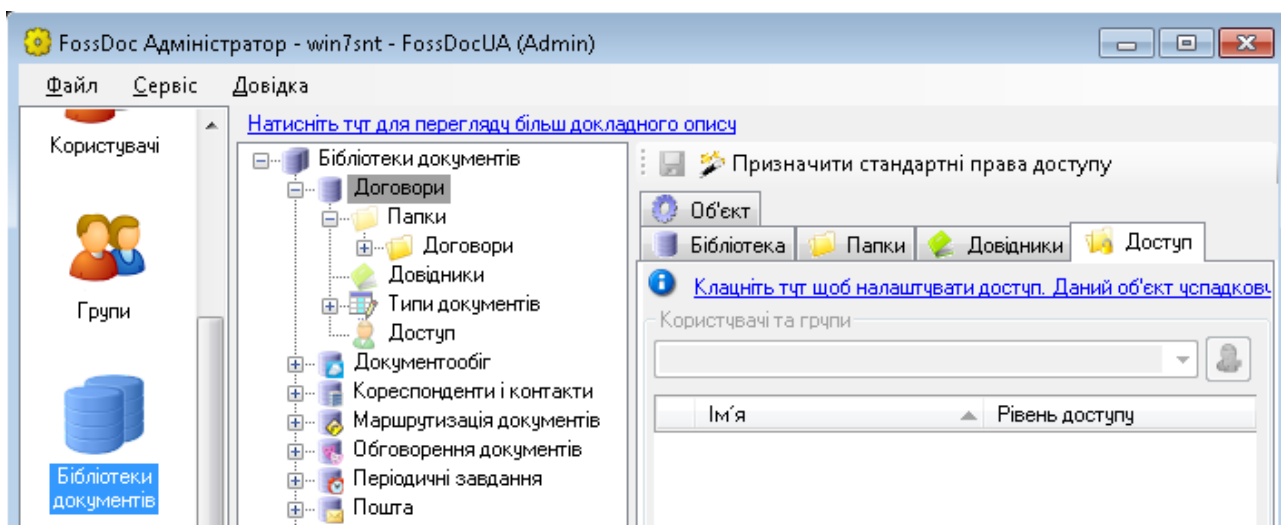 FossDoc Адміністратор - win7snt - FossDocUA (Admin)
Файл Сервіс Довідка
Користувачі
Групи
Бібліотеки
документів
Натисніть тут для перегляду більш докладного опису
Бібліотеки документів
Договори
Папки
Договори
Довідники
Типи документів
Доступ
Документообіг
Кореспонденти і контакти
Маршрутизація документів
Обговорення документів
Періодичні завдання
Пошта
Призначити стандартні права доступу
Об'єкт
Бібліотека Папки Довідники Доступ
Клацніть тут щоб налаштувати доступ. Даний об'єкт успадкову
Користувачі та групи
Ім´я Рівень доступу